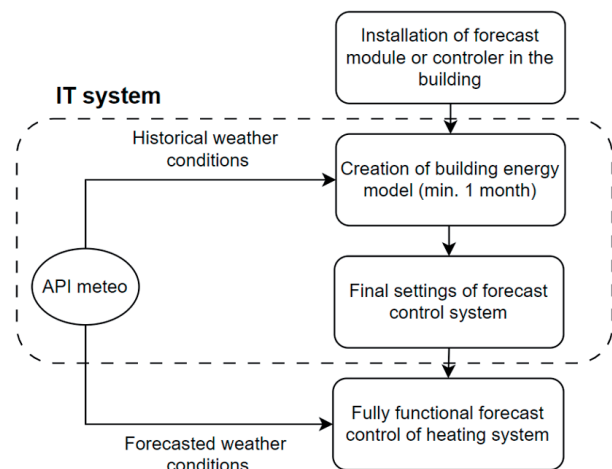 Installation of forecast
module or controler in the
building
IT system
Historical weather
conditions
Creation of building energy
model (min. 1 month)
API meteo
Final settings of forecast
control system
Fully functional forecast
control of heating system
Forecasted weather
conditions